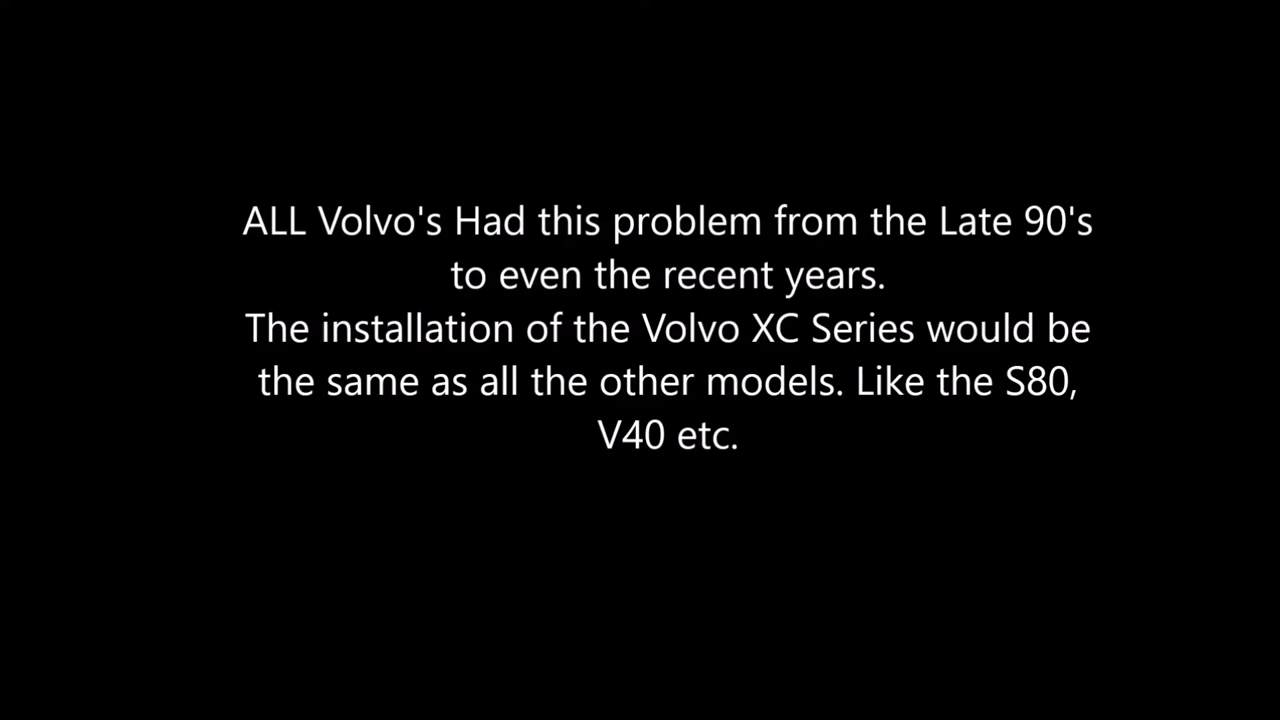 ALL Volvo's Had this problem from the Late 90's
to even the recent years.
The installation of the Volvo XC Series would be
the same as all the other models. Like the S80,
V40 etc.